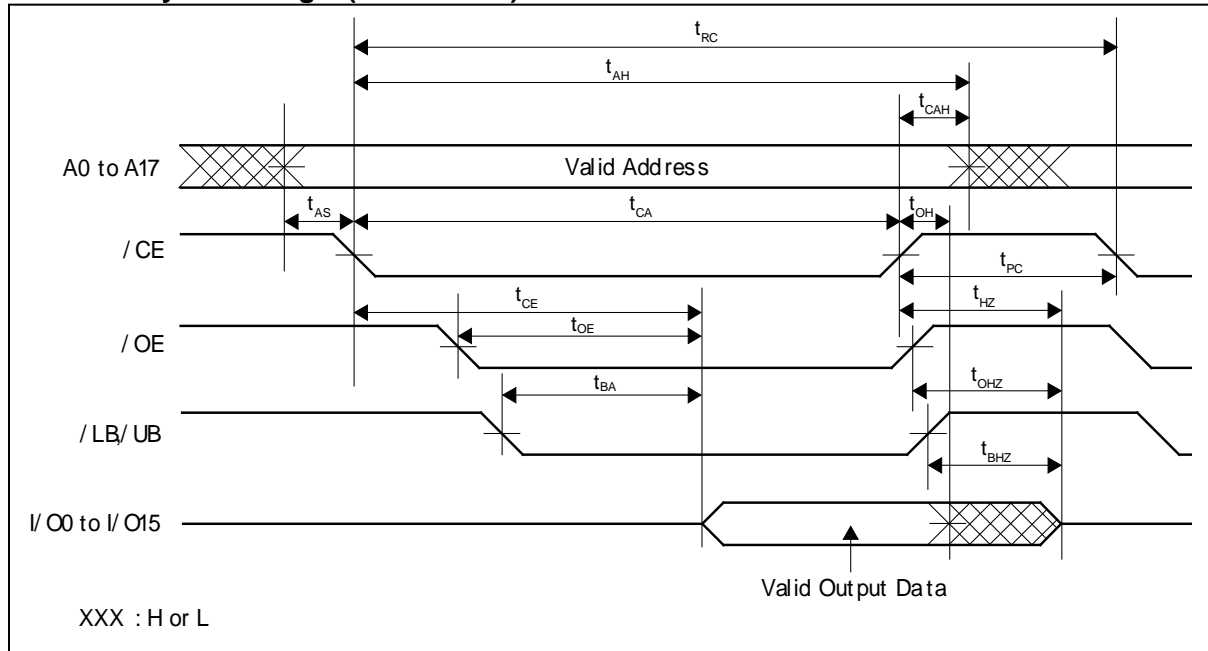 t_RC
t_AH
t_CAH
A0 to A17
Valid Address
t_AS
t_CA
t_OH
/CE
t_PC
t_CE
t_HZ
/OE
t_OE
t_OHZ
t_BA
/LB,/UB
t_BHZ
I/O0 to I/O15
Valid Output Data
XXX : H or L